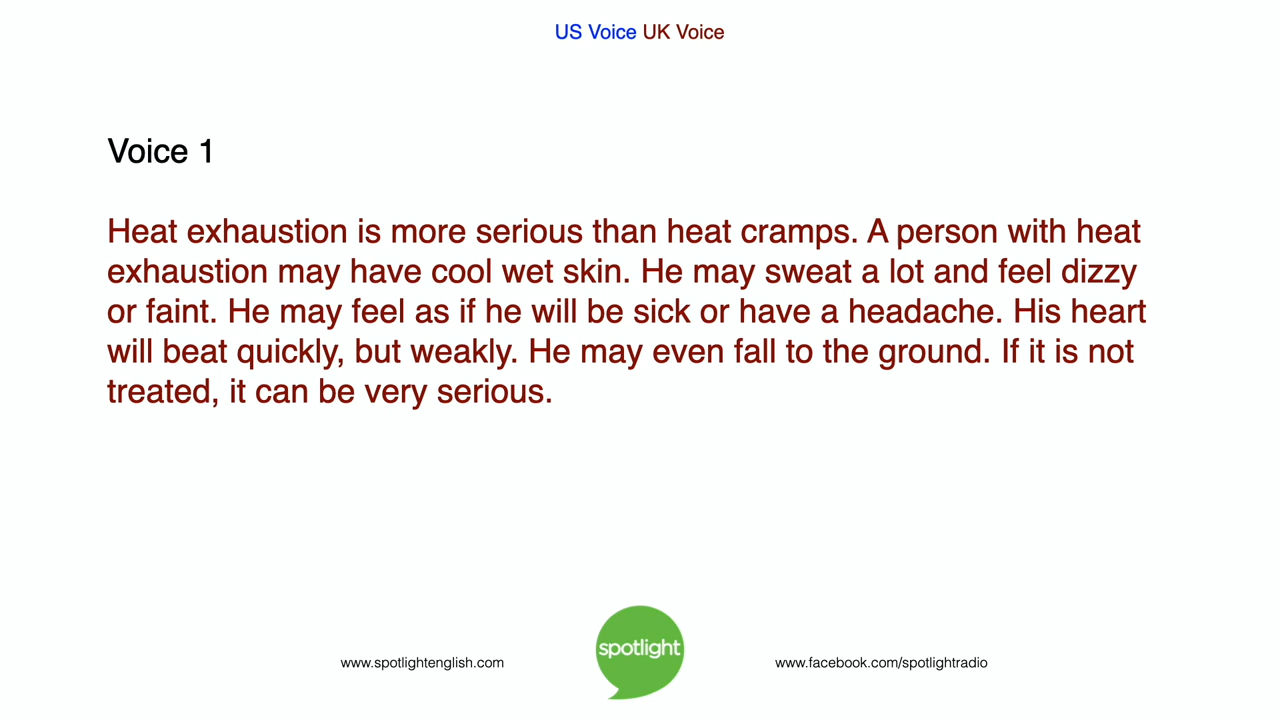 US Voice UK Voice
Voice 1
Heat exhaustion is more serious than heat cramps. A person with heat
exhaustion may have cool wet skin. He may sweat a lot and feel dizzy
or faint. He may feel as if he will be sick or have a headache. His heart
will beat quickly, but weakly. He may even fall to the ground. If it is not
treated, it can be very serious.
spotlight
www.spotlightenglish.com
www.facebook.com/spotlightradio